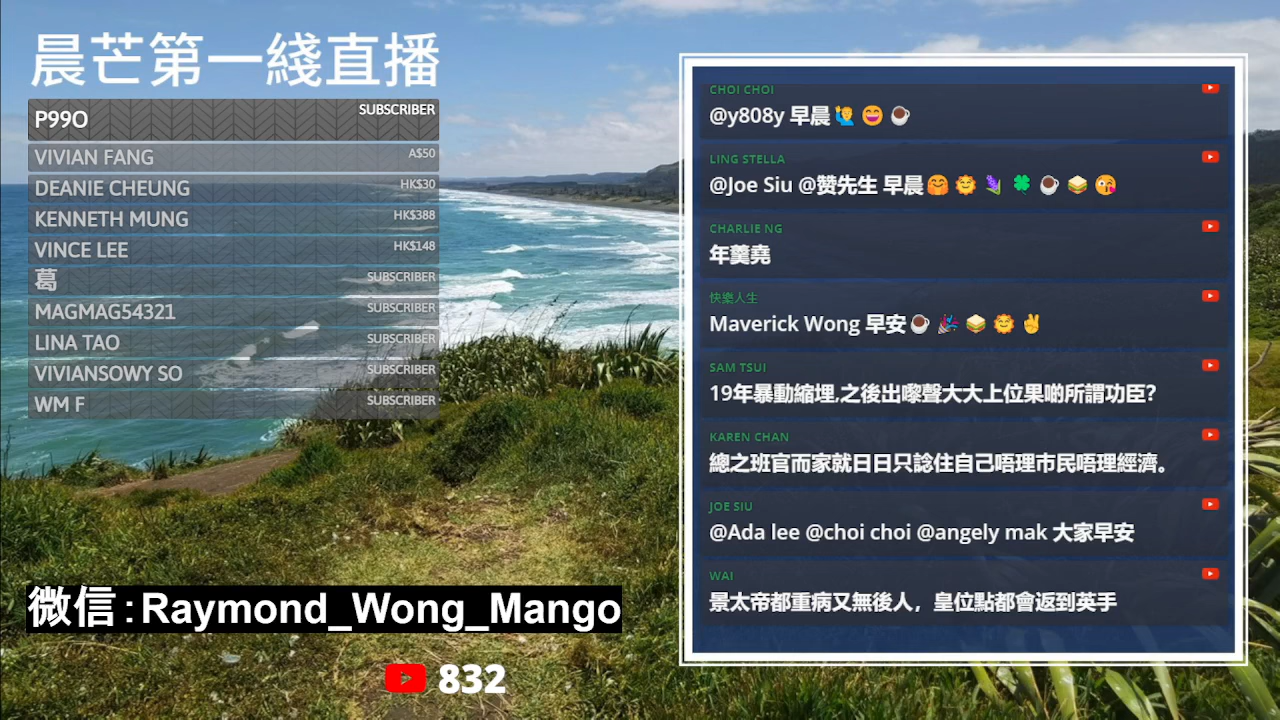 晨芒第一綫直播
P99O SUBSCRIBER
VIVIAN FANG A$50
DEANIE CHEUNG HK$30
KENNETH MUNG HK$388
VINCE LEE HK$148
葛 SUBSCRIBER
MAGMAG54321 SUBSCRIBER
LINA TAO SUBSCRIBER
VIVIANSOWY SO SUBSCRIBER
WM F SUBSCRIBER
微信:Raymond_Wong_Mango
832
CHOI CHOI
@y808y 早晨🙋‍♂️ 😄 ☕
LING STELLA
@Joe Siu @赞先生 早晨🤗 🌞 🪻 🍀 ☕ 🥪 😘
CHARLIE NG
年羹堯
快樂人生
Maverick Wong 早安☕ 🎉 🥪 🌞 ✌
SAM TSUI
19年暴動縮埋,之後出嚟聲大大上位果啲所謂功臣?
KAREN CHAN
總之班官而家就日日只諗住自己唔理市民唔理經濟。
JOE SIU
@Ada lee @choi choi @angely mak 大家早安
WAI
景太帝都重病又無後人，皇位點都會返到英手